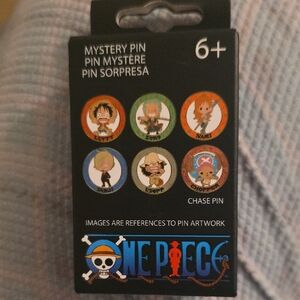 MYSTERY PIN
PIN MYSTÈRE
PIN SORPRESA
6+
LUFFY
ZORO
NAMI
SANJI
USOPP
CHOPPER
CHASE PIN
IMAGES ARE REFERENCES TO PIN ARTWORK
ONE PIECE